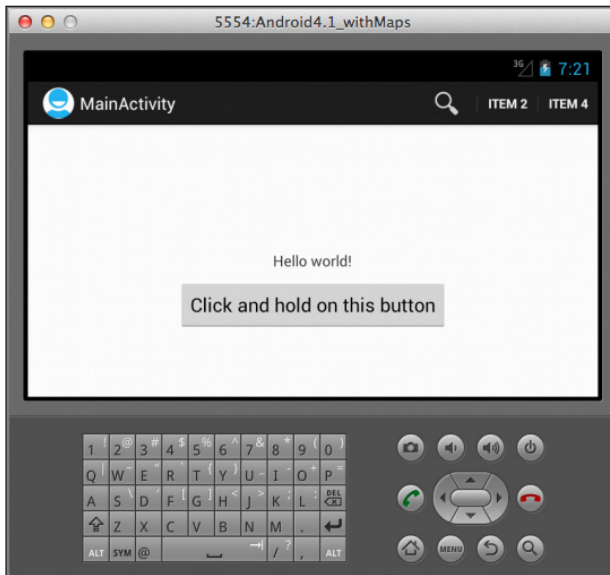 5554:Android4.1_withMaps
3G 7:21
MainActivity ITEM 2 ITEM 4
Hello world!
Click and hold on this button
1 ! 2 @ 3 # 4 $ 5 % 6 ^ 7 & 8 * 9 ( 0 )
Q | W ~ E " R ` T { Y } U _ I - O + P =
A S \ D ' F [ G ] H < J > K ; L : DEL
Z X C V B N M .
ALT SYM @ / ? , ALT
MENU